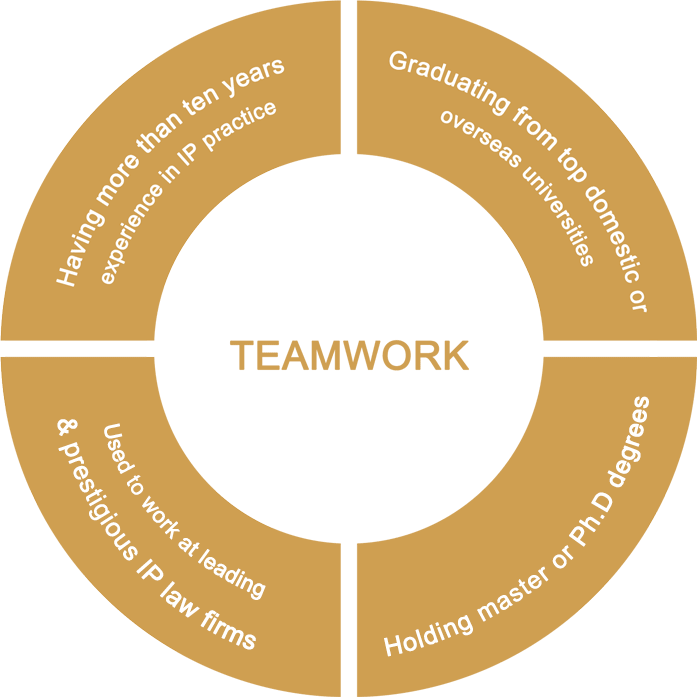 Having more than ten years
experience in IP practice
Graduating from top domestic or
overseas universities
TEAMWORK
Used to work at leading
& prestigious IP law firms
Holding master or Ph.D degrees